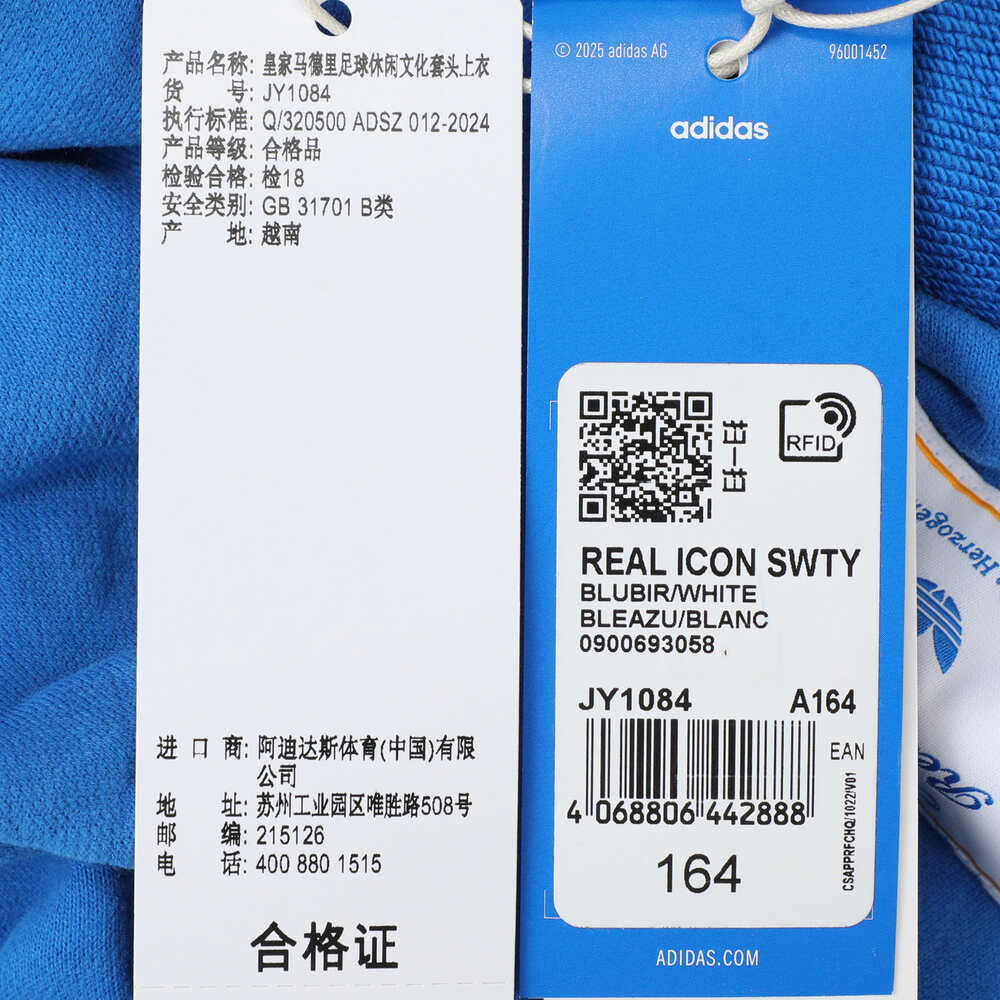 产品名称: 皇家马德里足球休闲文化套头上衣
货 号: JY1084
执行标准: Q/320500 ADSZ 012-2024
产品等级: 合格品
检验合格: 检18
安全类别: GB 31701 B类
产 地: 越南
进 口 商: 阿迪达斯体育(中国)有限
公司
地 址: 苏州工业园区唯胜路508号
邮 编: 215126
电 话: 400 880 1515
合格证
© 2025 adidas AG
96001452
adidas
扫一扫
RFID
REAL ICON SWTY
BLUBIR/WHITE
BLEAZU/BLANC
0900693058
JY1084 A164
EAN
4 068806 442888
CSAPPRFCHQ/1022/V01
164
ADIDAS.COM